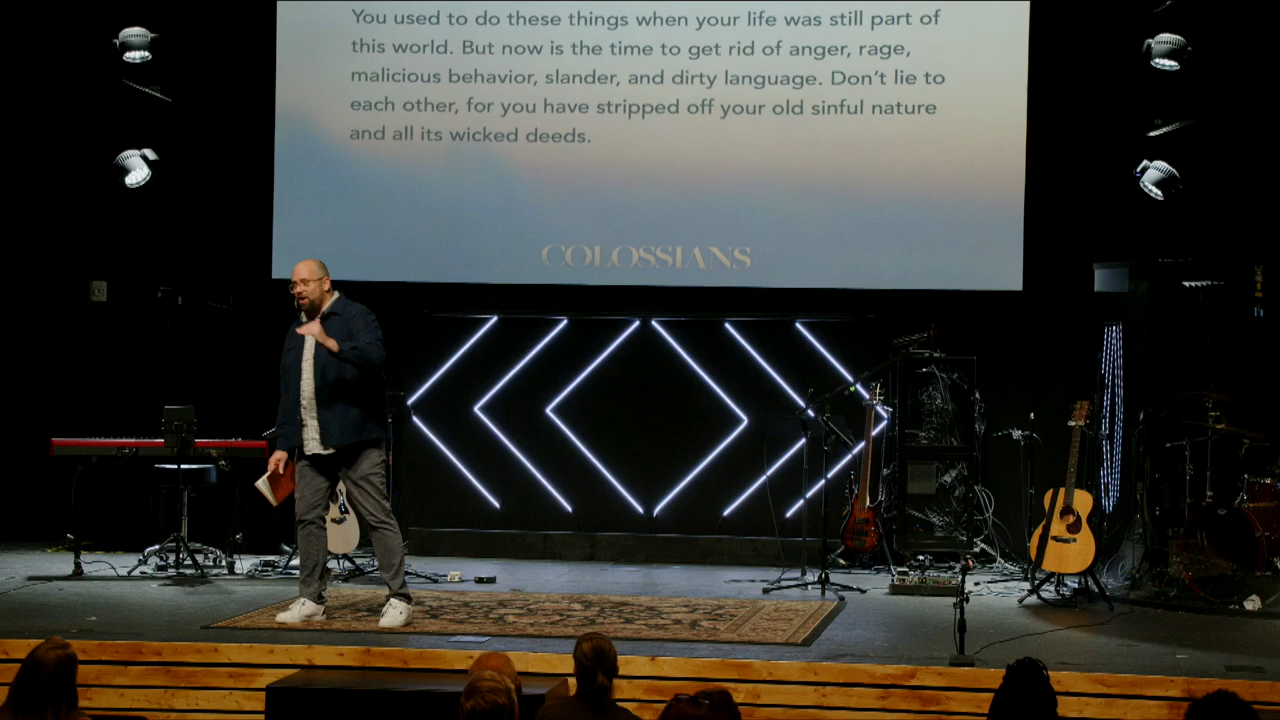 You used to do these things when your life was still part of
this world. But now is the time to get rid of anger, rage,
malicious behavior, slander, and dirty language. Don’t lie to
each other, for you have stripped off your old sinful nature
and all its wicked deeds.
COLOSSIANS